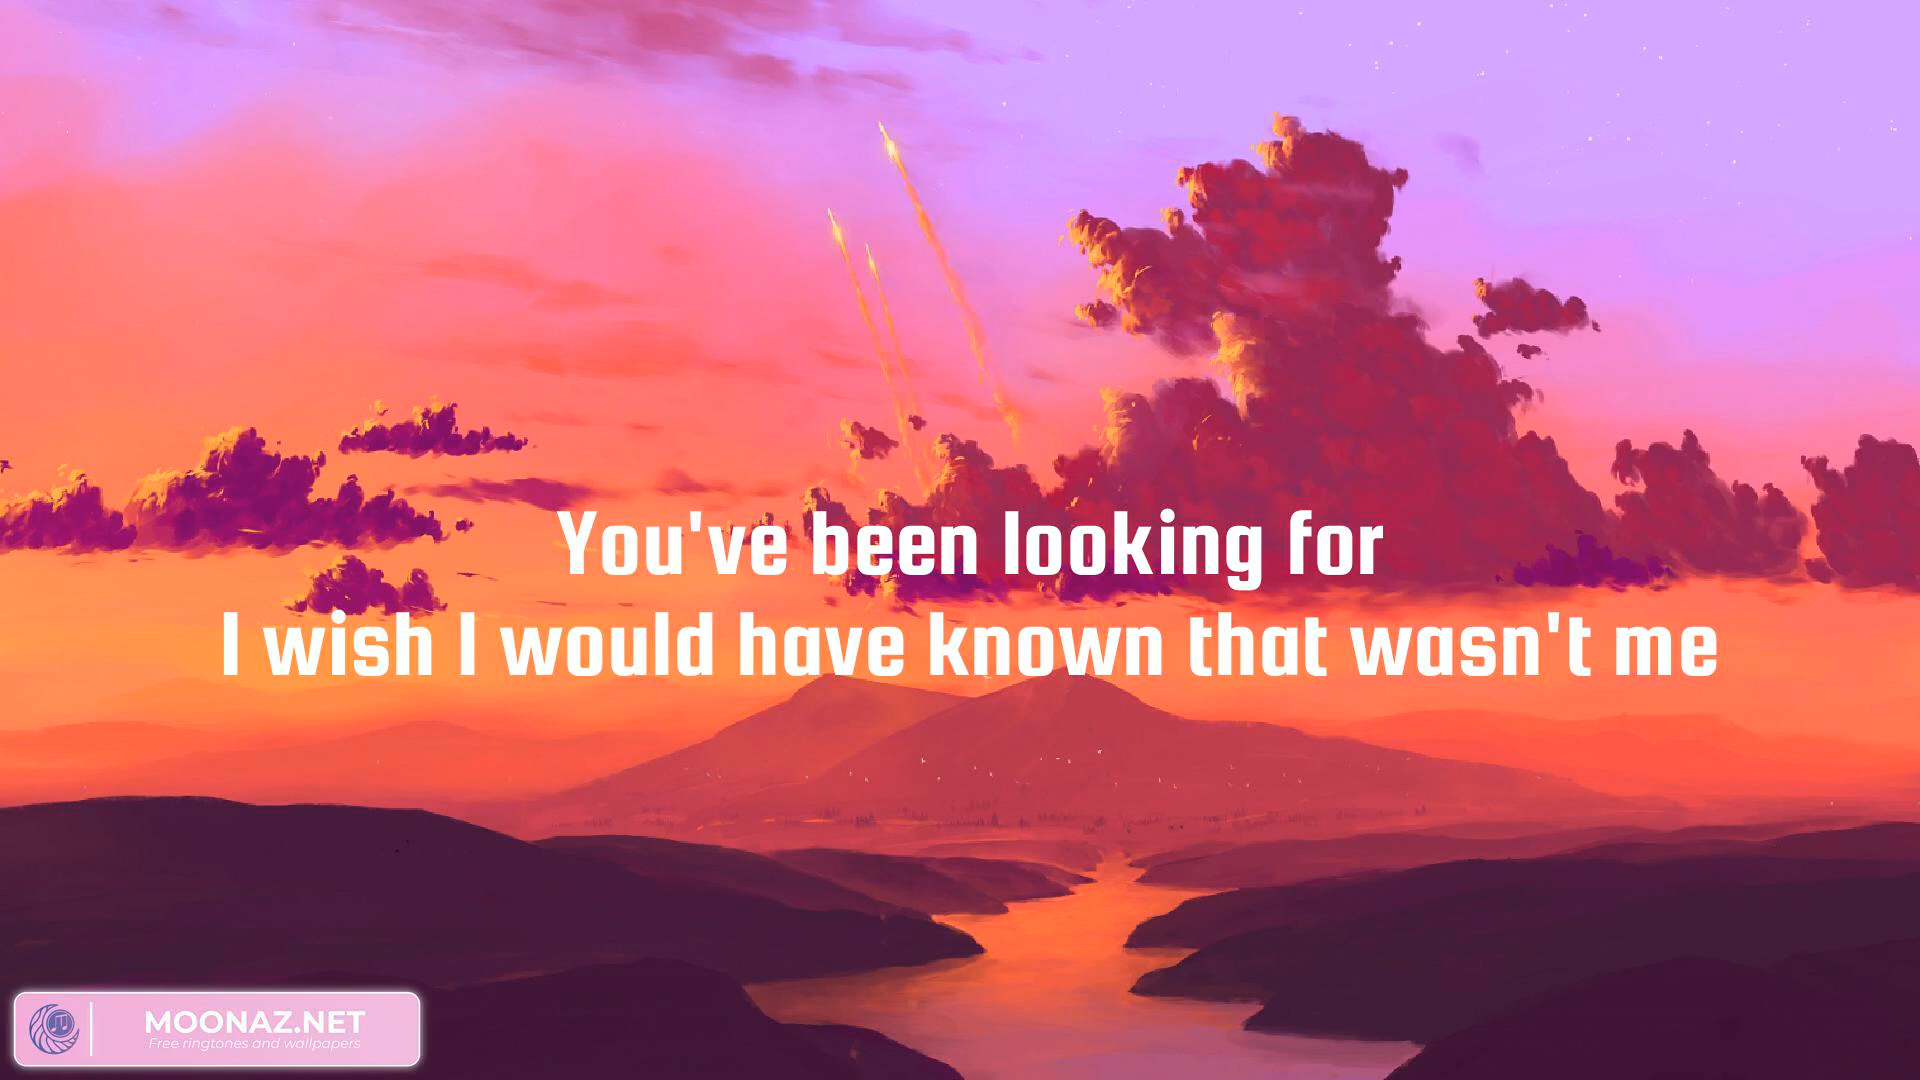 You've been looking for
I wish I would have known that wasn't me
MOONAZ.NET
Free ringtones and wallpapers